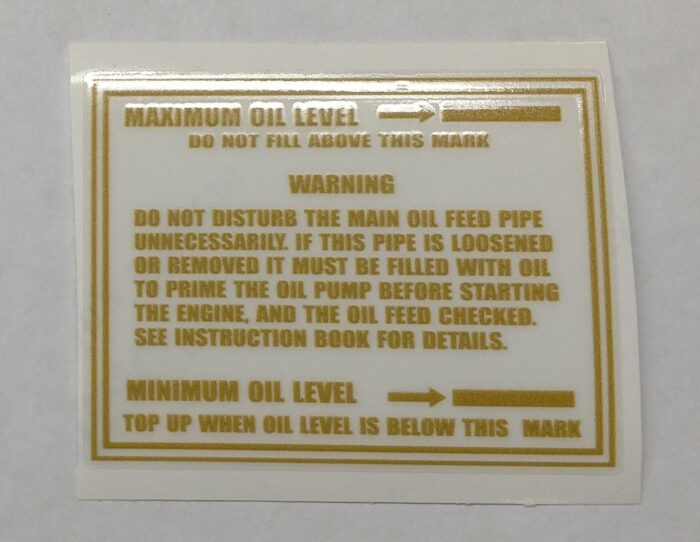 MAXIMUM OIL LEVEL
DO NOT FILL ABOVE THIS MARK
WARNING
DO NOT DISTURB THE MAIN OIL FEED PIPE
UNNECESSARILY. IF THIS PIPE IS LOOSENED
OR REMOVED IT MUST BE FILLED WITH OIL
TO PRIME THE OIL PUMP BEFORE STARTING
THE ENGINE, AND THE OIL FEED CHECKED.
SEE INSTRUCTION BOOK FOR DETAILS.
MINIMUM OIL LEVEL
TOP UP WHEN OIL LEVEL IS BELOW THIS MARK